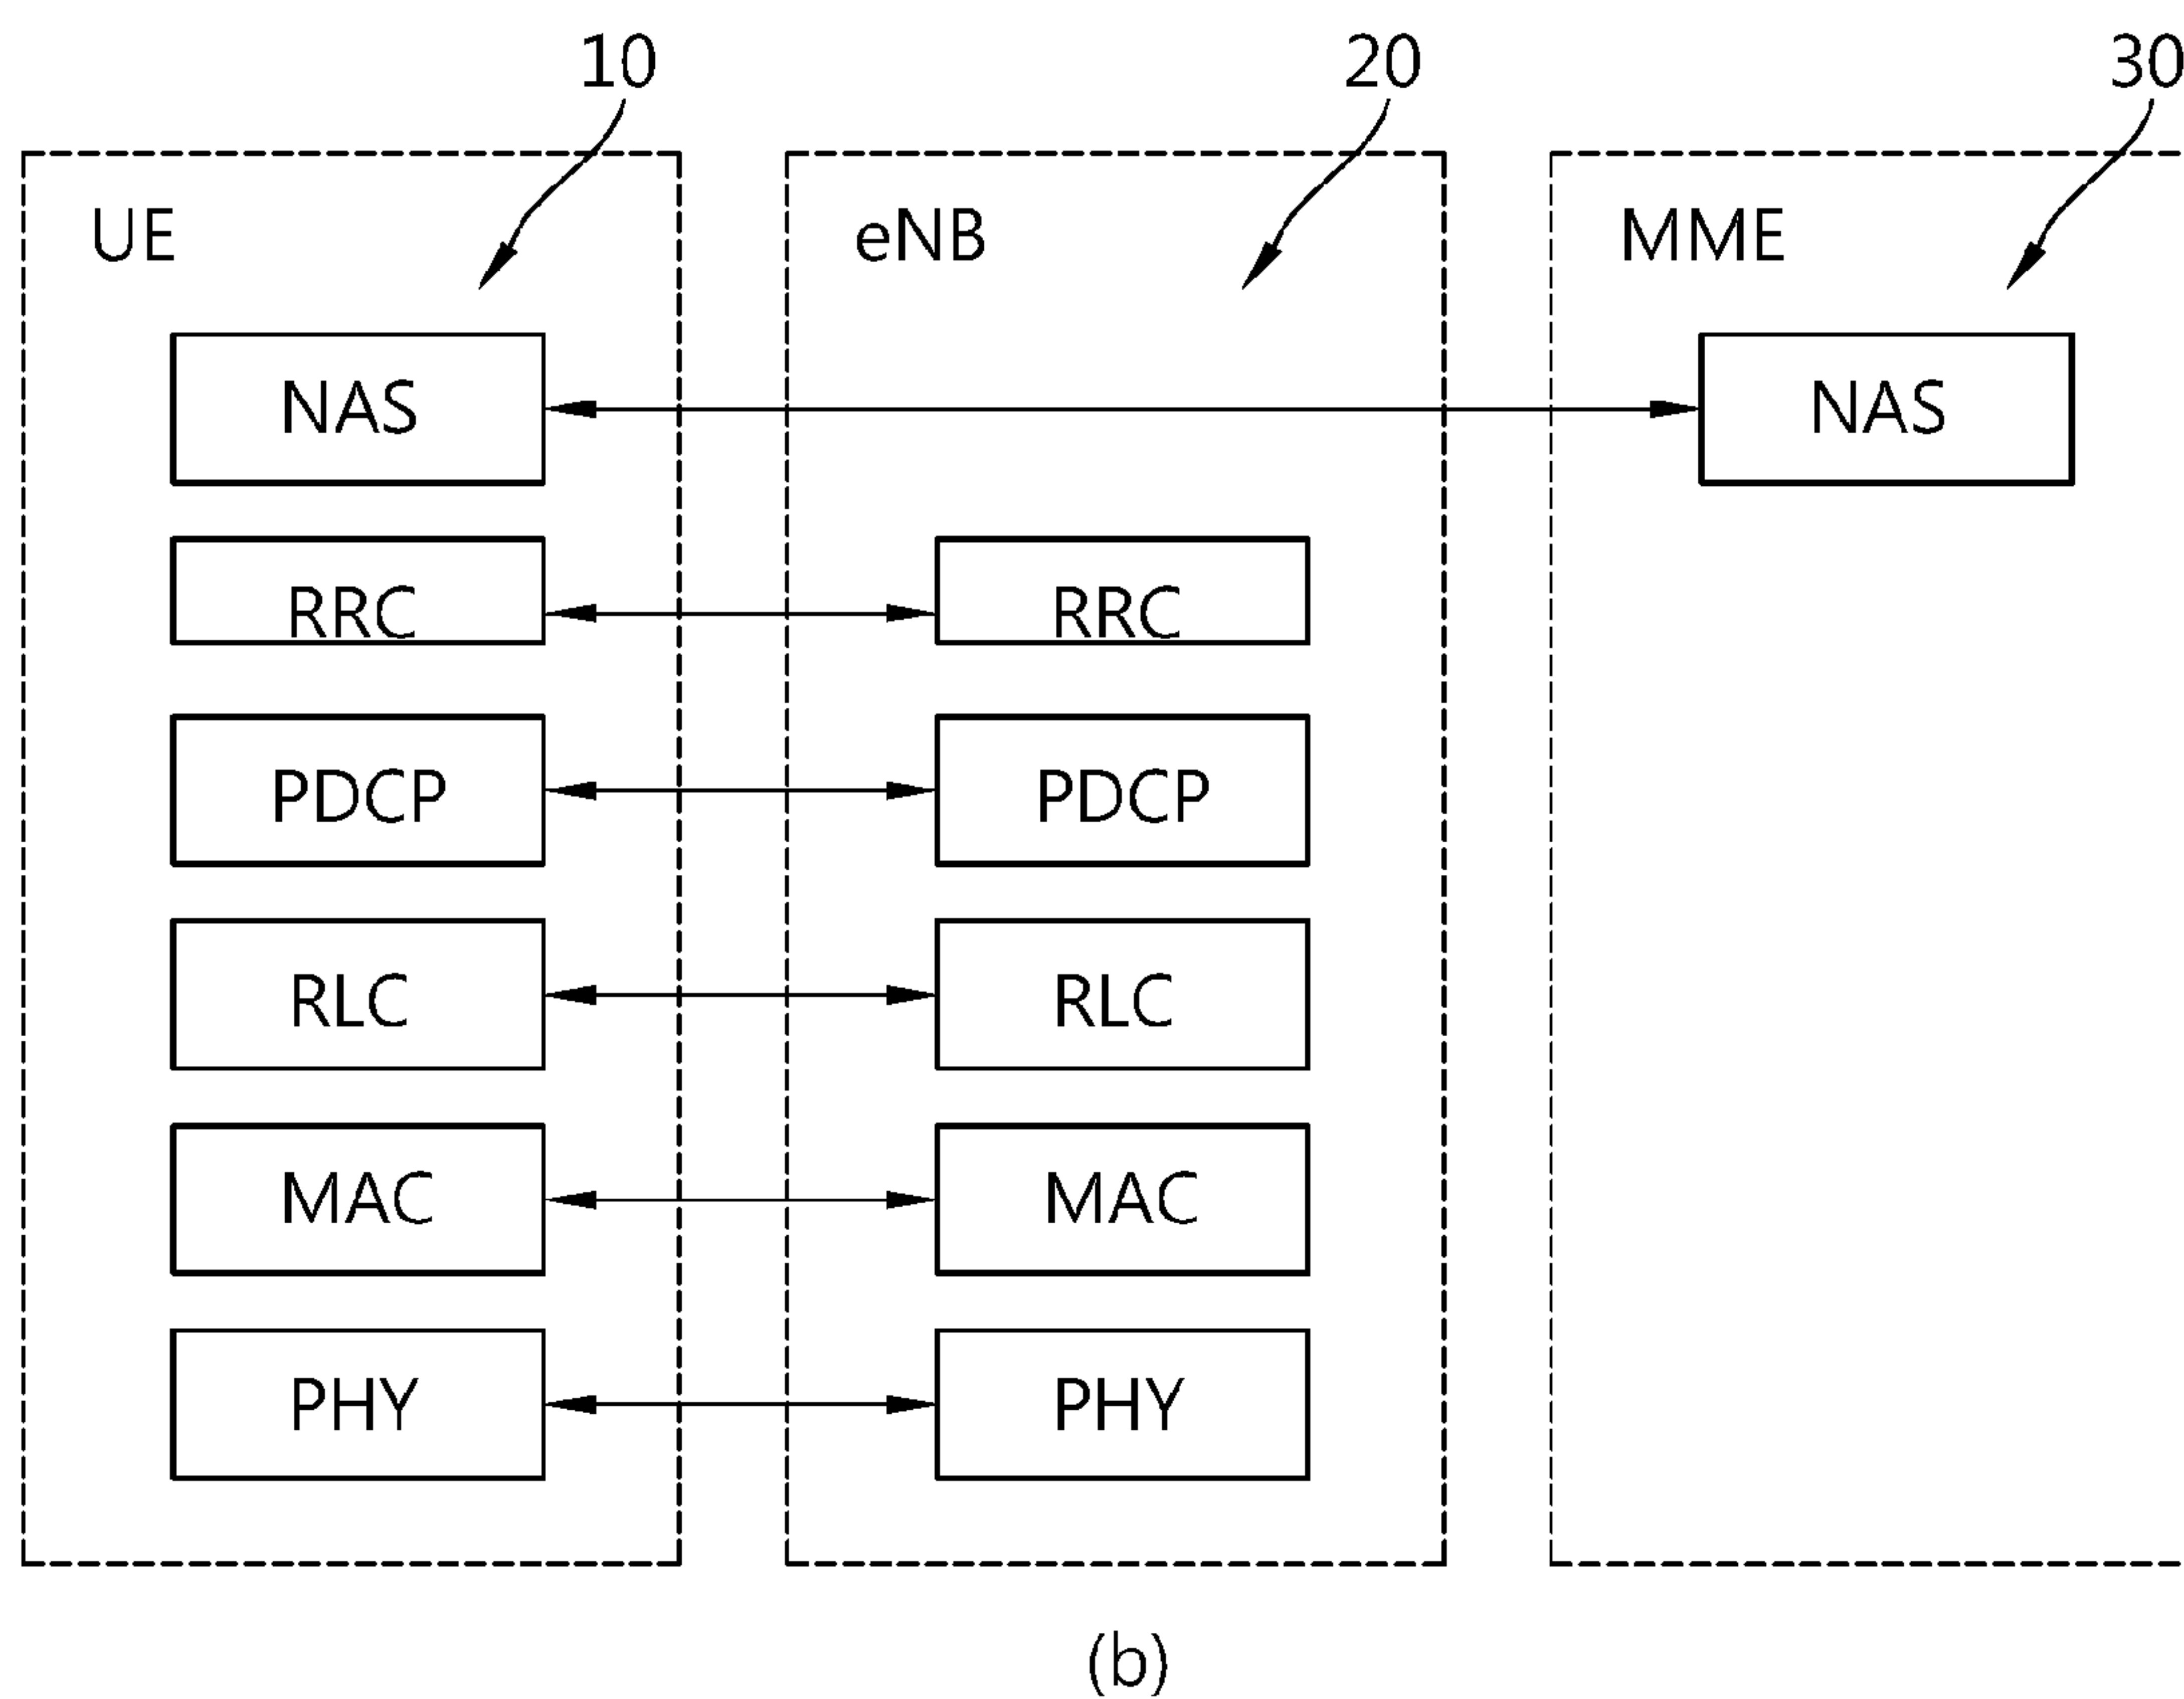 10 20 30
UE eNB MME
NAS NAS
RRC RRC
PDCP PDCP
RLC RLC
MAC MAC
PHY PHY
(b)